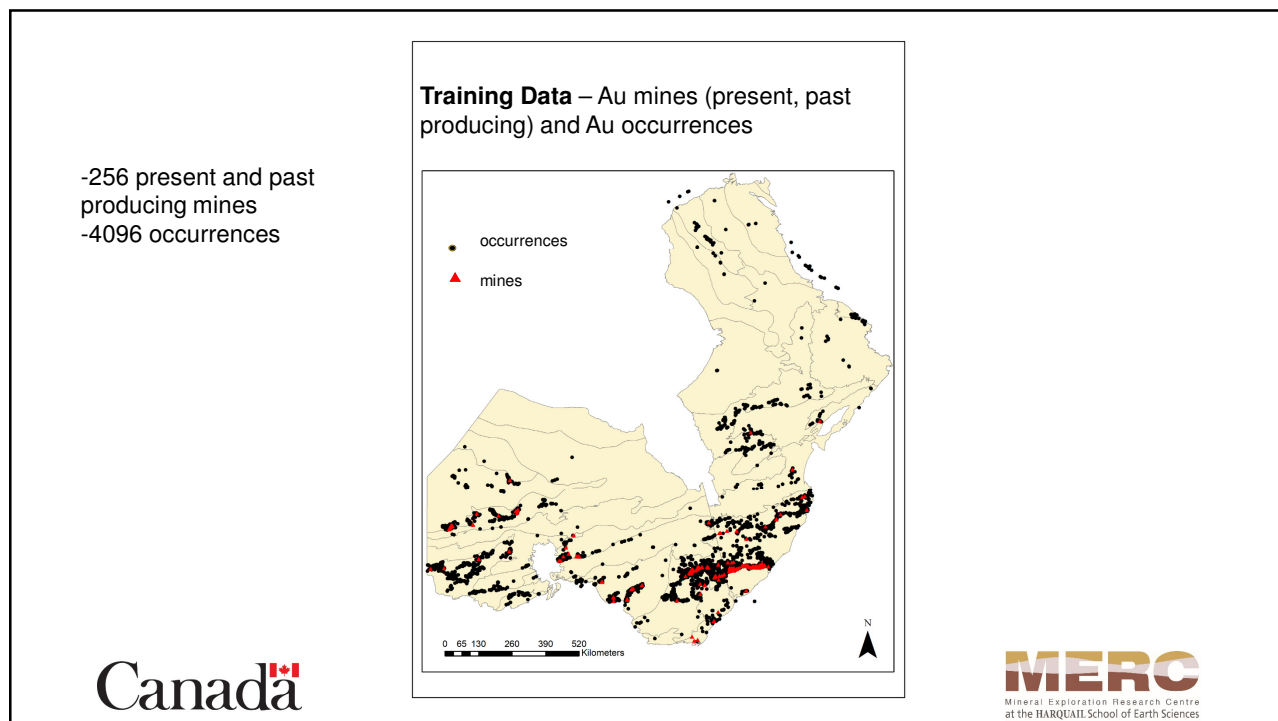 Training Data – Au mines (present, past
producing) and Au occurrences
-256 present and past
producing mines
-4096 occurrences
occurrences
mines
N
0 65 130 260 390 520
Kilometers
Canada
MERC
Mineral Exploration Research Centre
at the HARQUAIL School of Earth Sciences